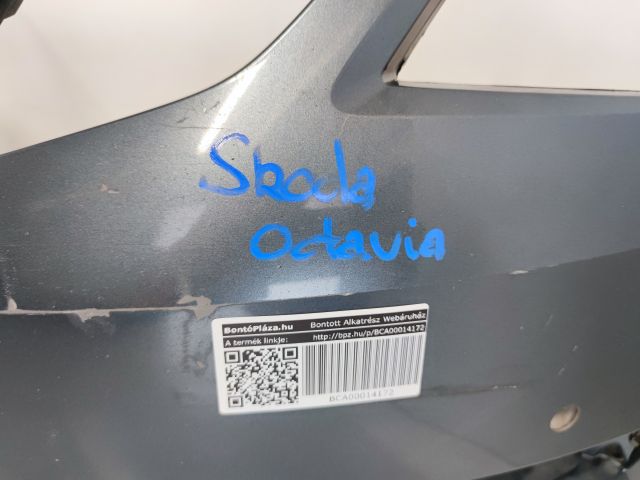 Skoda
Octavia
BontóPláza.hu Bontott Alkatrész Webáruház
A termék linkje: http://bpz.hu/p/BCA00014172
BCA00014172